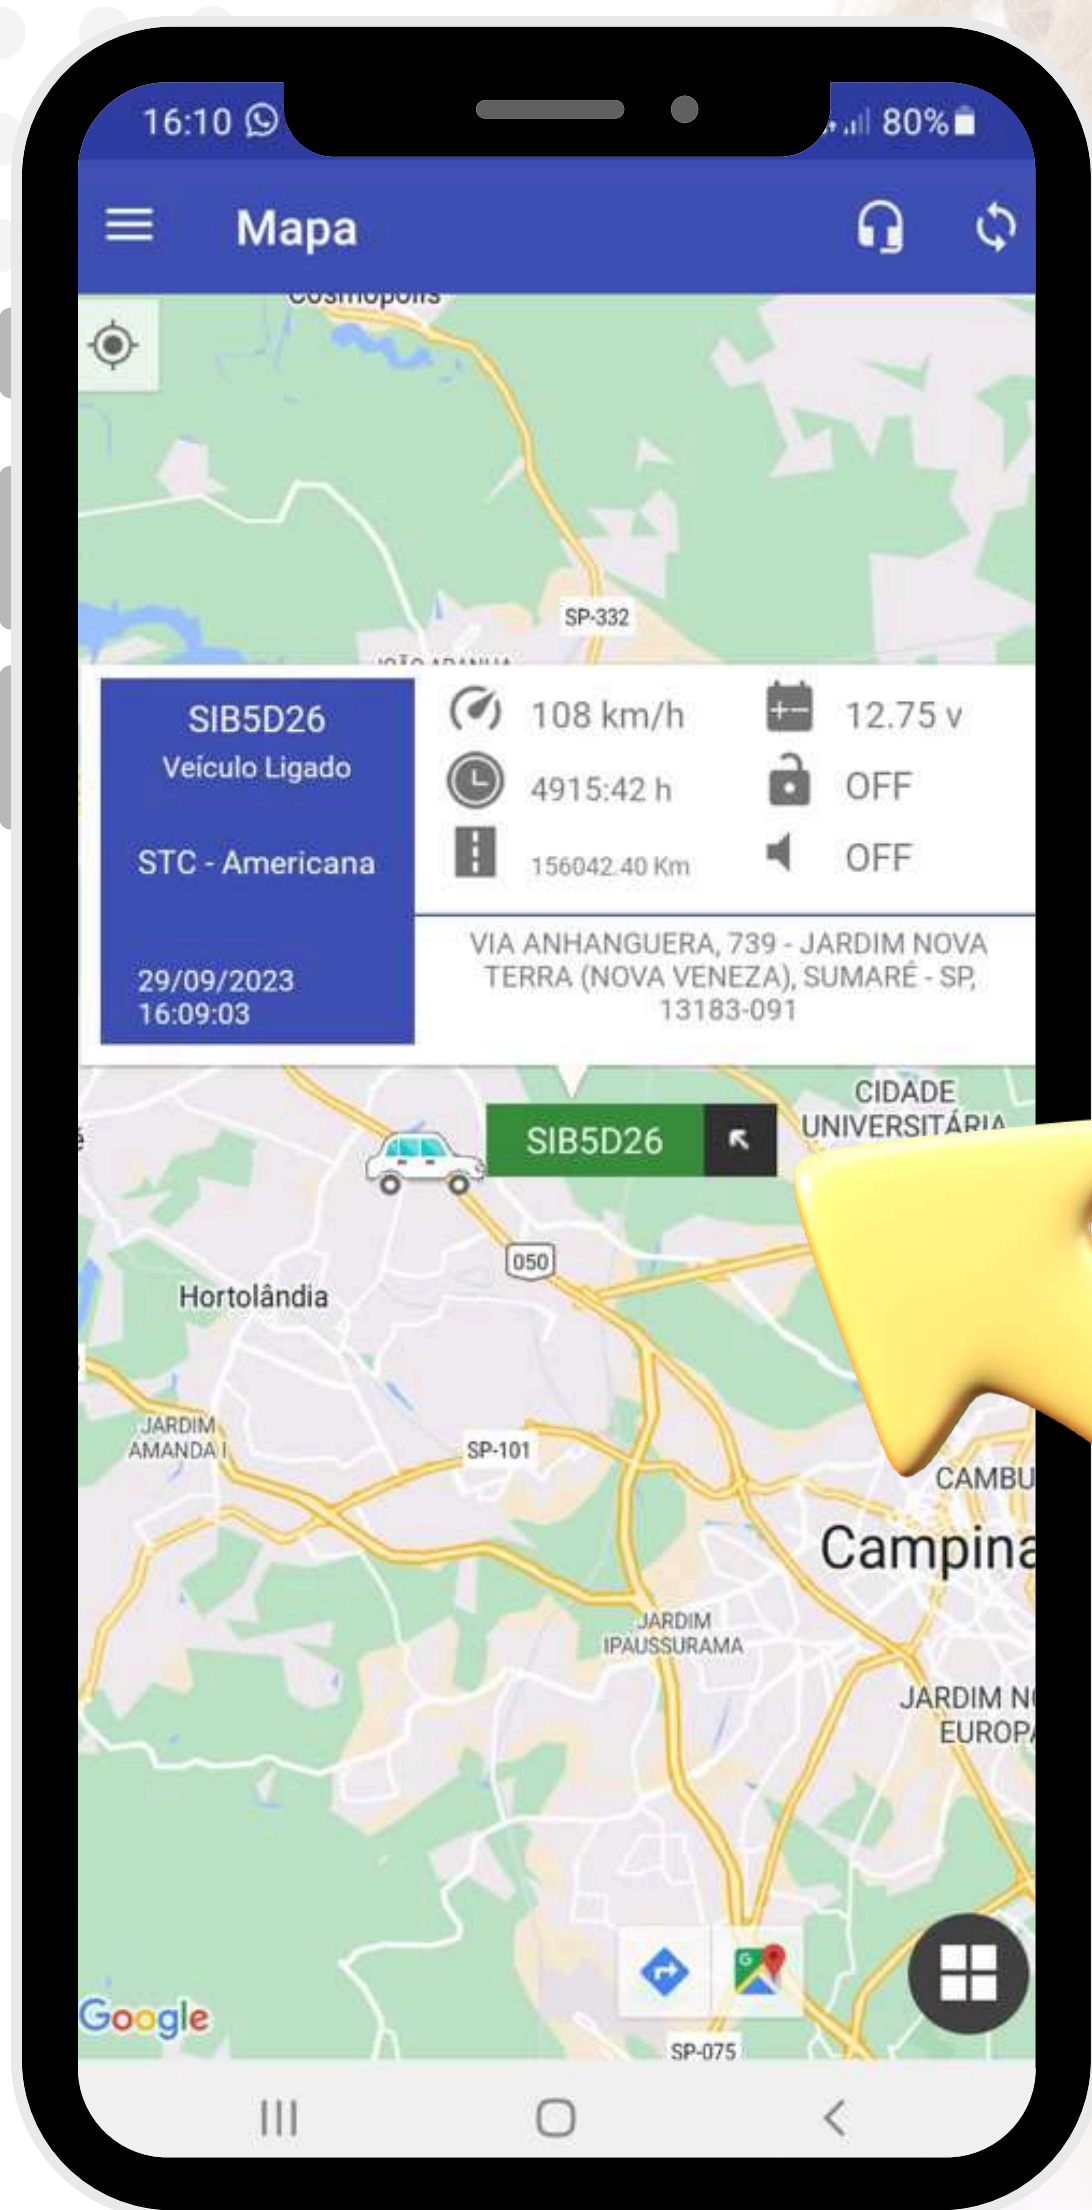 16:10
80%
Mapa
Cosmópolis
SP-332
JOÃO ARANHA
SIB5D26
Veículo Ligado
STC - Americana
29/09/2023
16:09:03
108 km/h
12.75 v
4915:42 h
OFF
156042.40 Km
OFF
VIA ANHANGUERA, 739 - JARDIM NOVA
TERRA (NOVA VENEZA), SUMARÉ - SP,
13183-091
CIDADE
UNIVERSITÁRIA
SIB5D26
050
Hortolândia
JARDIM
AMANDA I
SP-101
CAMBU
Campina
JARDIM
IPAUSSURAMA
JARDIM N
EUROPA
G
Google
SP-075